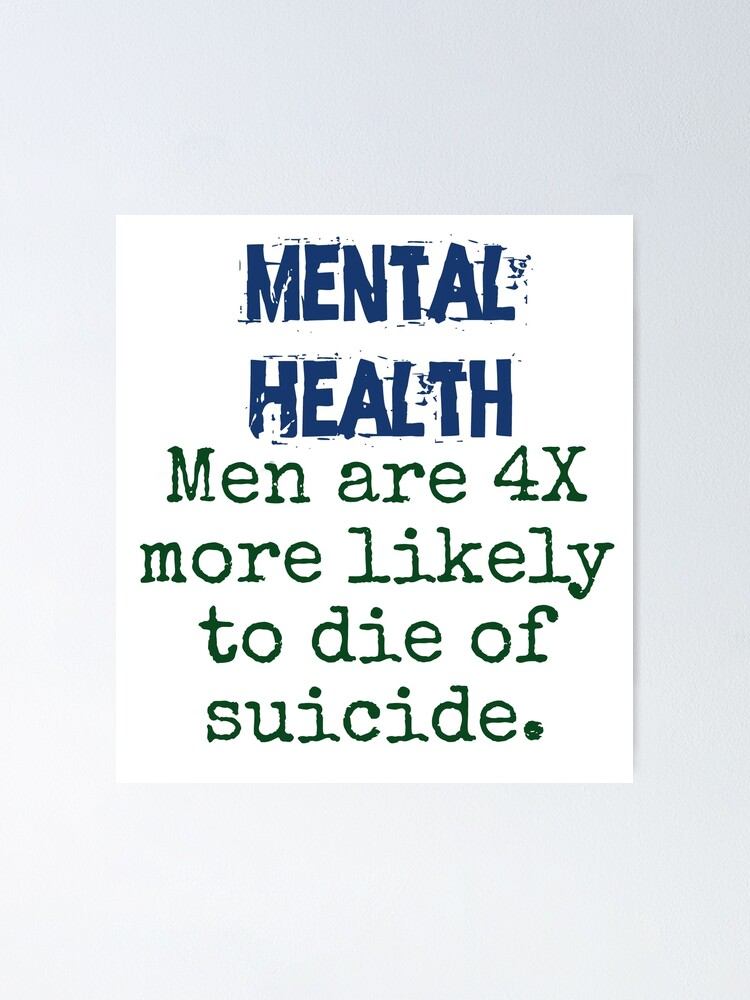 MENTAL
HEALTH
Men are 4X
more likely
to die of
suicide.